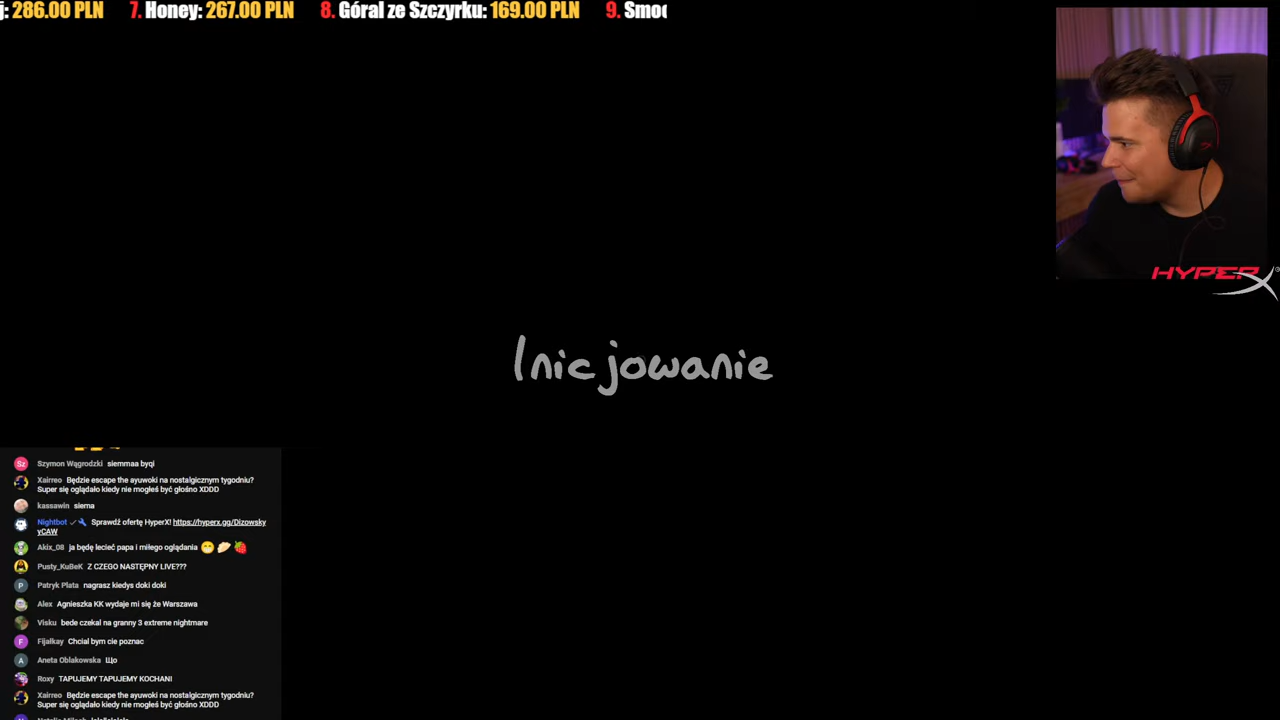 j: 286.00 PLN 7. Honey: 267.00 PLN 8. Góral ze Szczyrku: 169.00 PLN 9. Smo
HYPERX
Inicjowanie
Sz Szymon Wągrodzki siemmaa byqi
Xairreo Będzie escape the ayuwoki na nostalgicznym tygodniu?
Super się oglądało kiedy nie mogłeś być głośno XDDD
kassawin siema
Nightbot Sprawdź ofertę HyperX! https://hyperx.gg/Dizowsky
yCAW
Akix_08 ja będę lecieć papa i miłego oglądania
Pusty_KuBeK Z CZEGO NASTĘPNY LIVE???
P Patryk Plata nagrasz kiedys doki doki
Alex Agnieszka KK wydaje mi się że Warszawa
Visku bede czekal na granny 3 extreme nightmare
F Fijałkay Chcial bym cie poznac
A Aneta Oblakowska Що
Roxy TAPUJEMY TAPUJEMY KOCHANI
Xairreo Będzie escape the ayuwoki na nostalgicznym tygodniu?
Super się oglądało kiedy nie mogłeś być głośno XDDD